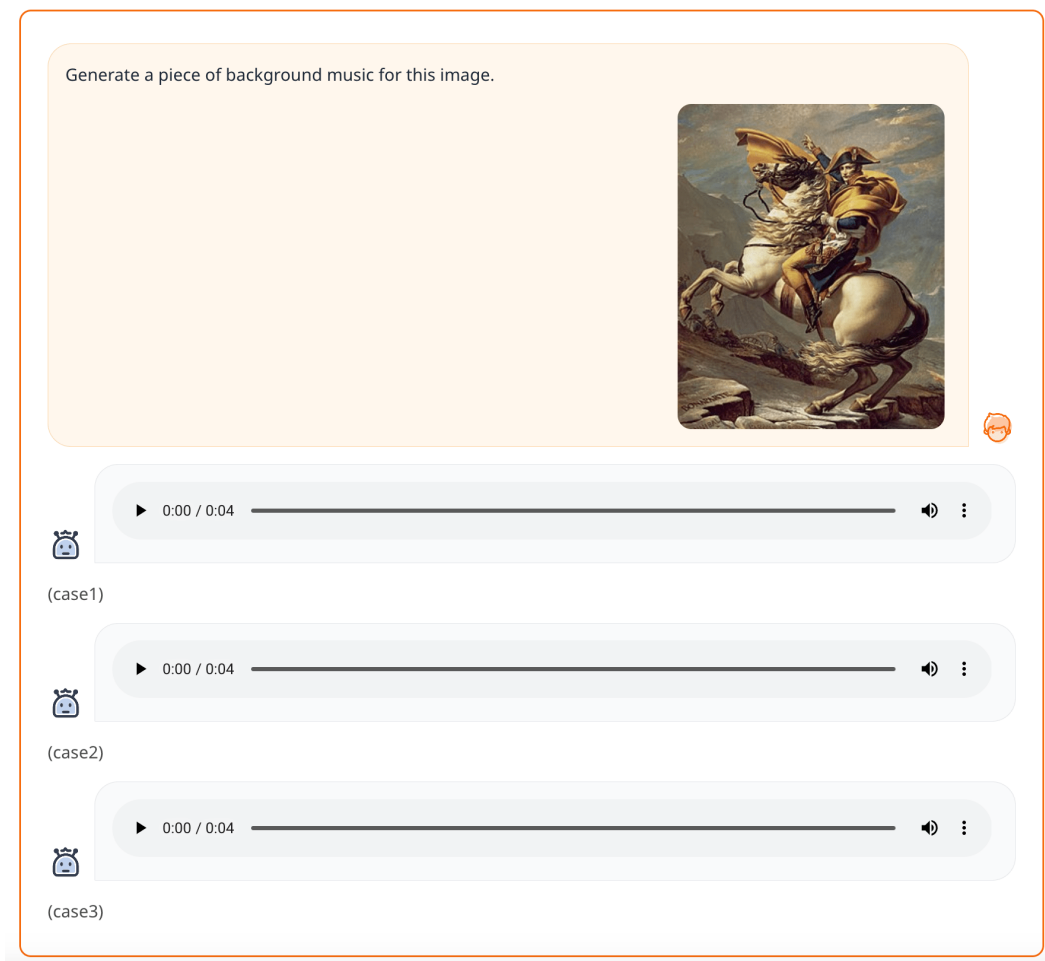 Generate a piece of background music for this image.
BONAPARTE
0:00 / 0:04
(case1)
0:00 / 0:04
(case2)
0:00 / 0:04
(case3)